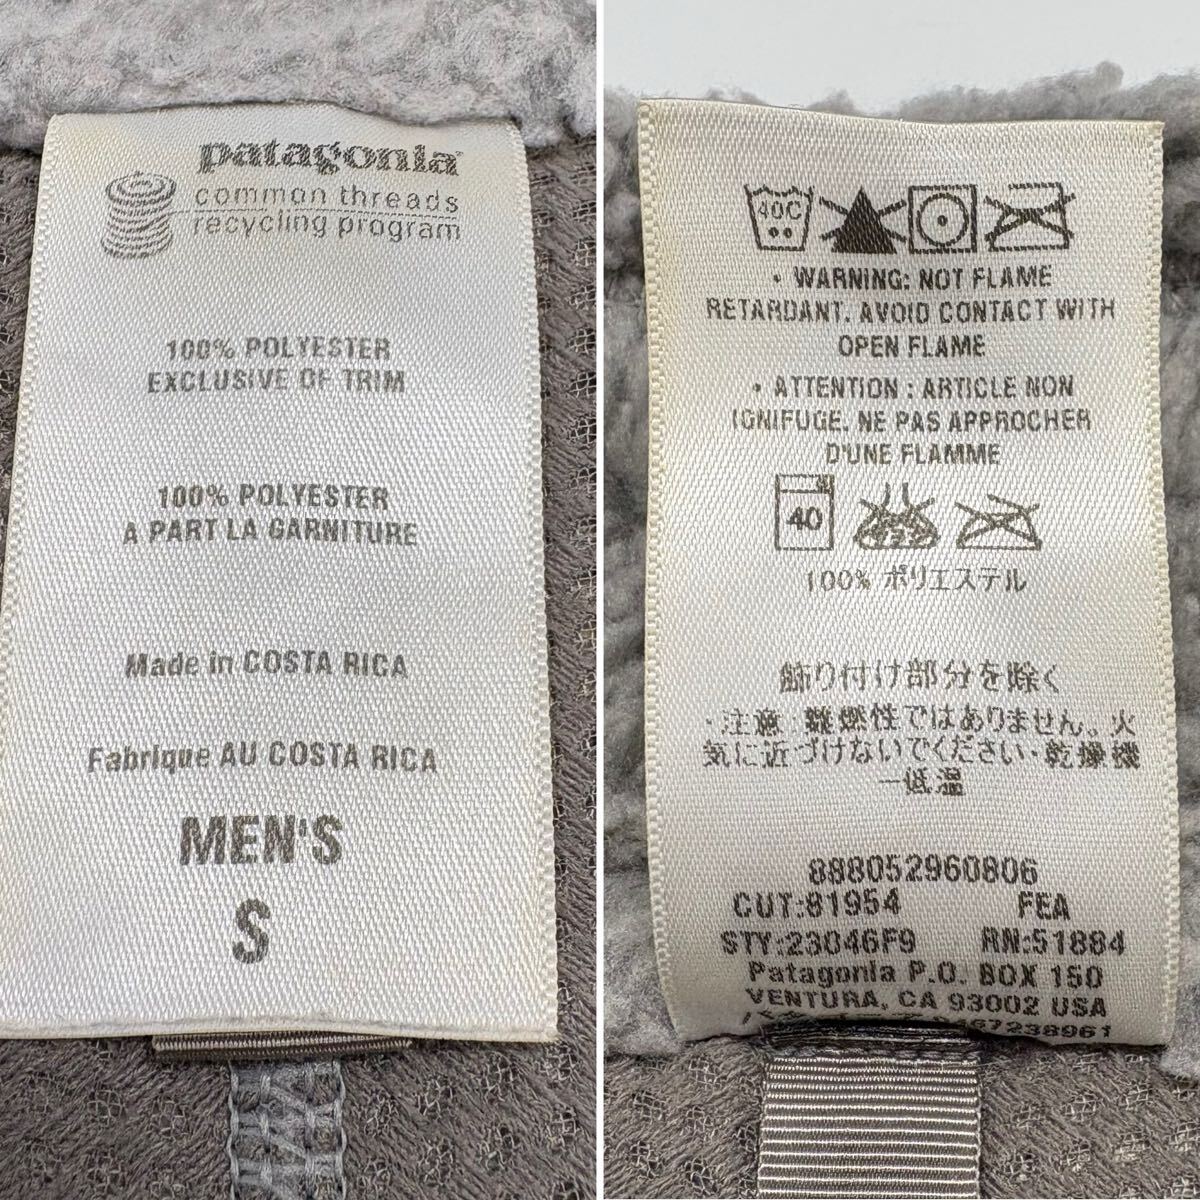 patagonia
common threads
recycling program
100% POLYESTER
EXCLUSIVE OF TRIM
100% POLYESTER
A PART LA GARNITURE
Made in COSTA RICA
Fabrique AU COSTA RICA
MEN'S
S
40C
• WARNING: NOT FLAME
RETARDANT. AVOID CONTACT WITH
OPEN FLAME
• ATTENTION : ARTICLE NON
IGNIFUGE. NE PAS APPROCHER
D'UNE FLAMME
40
100% ポリエステル
飾り付け部分を除く
・注意：難燃性ではありません。火
気に近づけないでください・乾燥機
ー低温
888052960806
CUT:81954 FEA
STY:23046F9 RN:51884
Patagonia P.O. BOX 150
VENTURA, CA 93002 USA
67238961